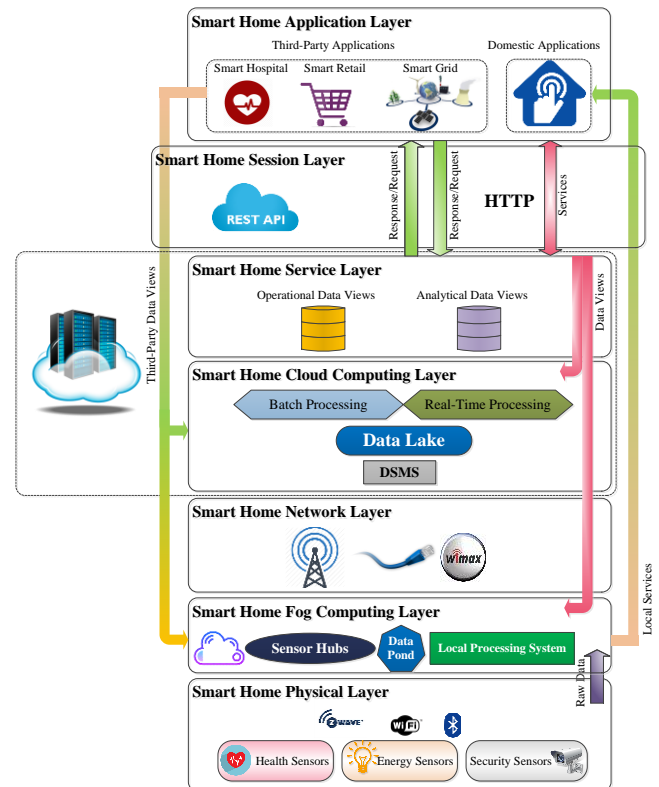 Smart Home Application Layer
Third-Party Applications
Domestic Applications
Smart Hospital
Smart Retail
Smart Grid
Smart Home Session Layer
REST API
Response/Request
Response/Request
HTTP
Services
Smart Home Service Layer
Operational Data Views
Analytical Data Views
Data Views
Third-Party Data Views
Smart Home Cloud Computing Layer
Batch Processing
Real-Time Processing
Data Lake
DSMS
Smart Home Network Layer
wimax
Smart Home Fog Computing Layer
Sensor Hubs
Data
Pond
Local Processing System
Local Services
Raw Data
Smart Home Physical Layer
Z WAVE
Wi Fi
Health Sensors
Energy Sensors
Security Sensors